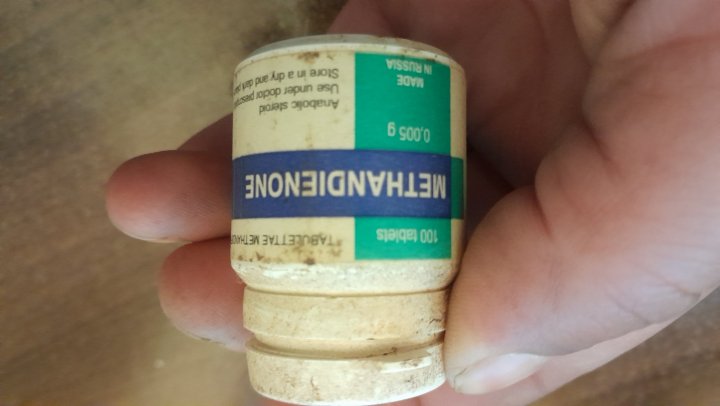 100 tablets
TABULETTAE
METHANDIENONE
0,005 g
MADE
IN RUSSIA
Anabolic steroid
Use under doctor
Store in a dry and dark